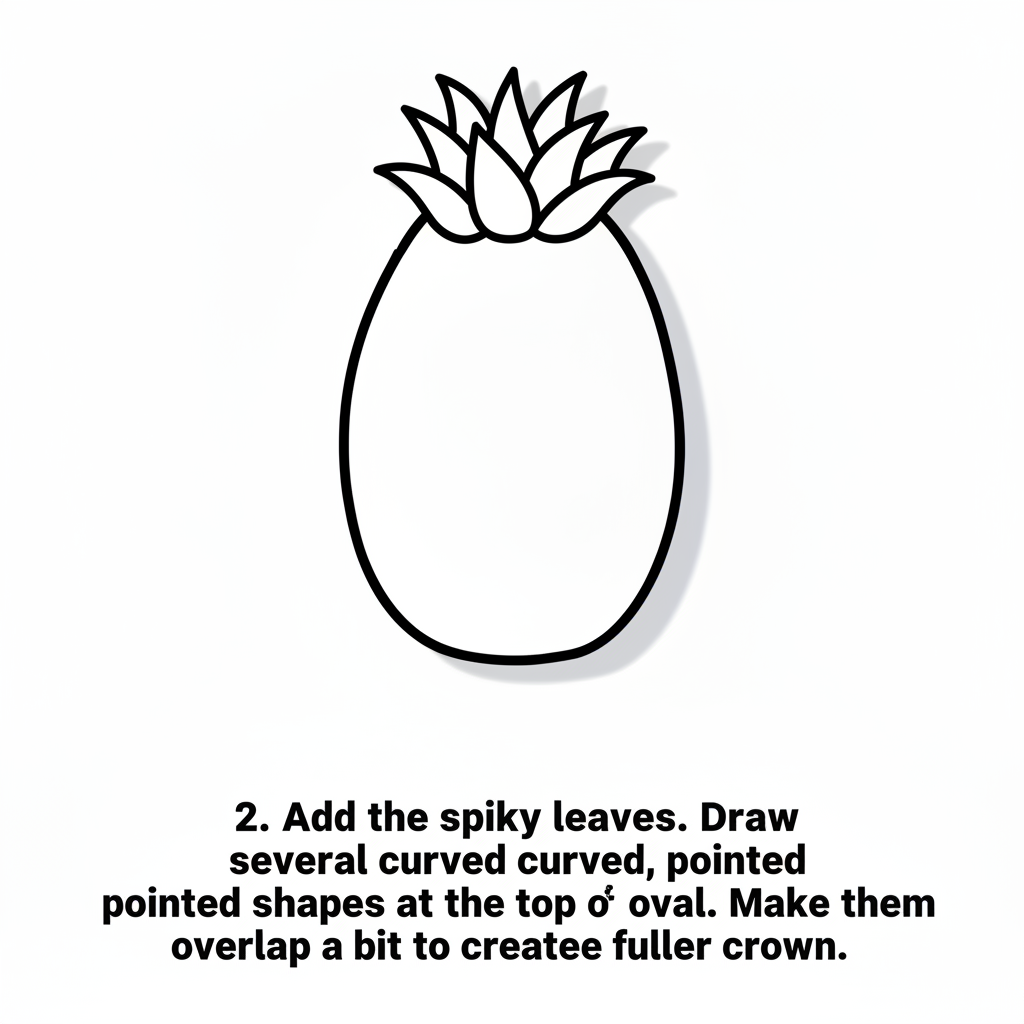 2. Add the spiky leaves. Draw
several curved curved, pointed
pointed shapes at the top oval. Make them
overlap a bit to createe fuller crown.